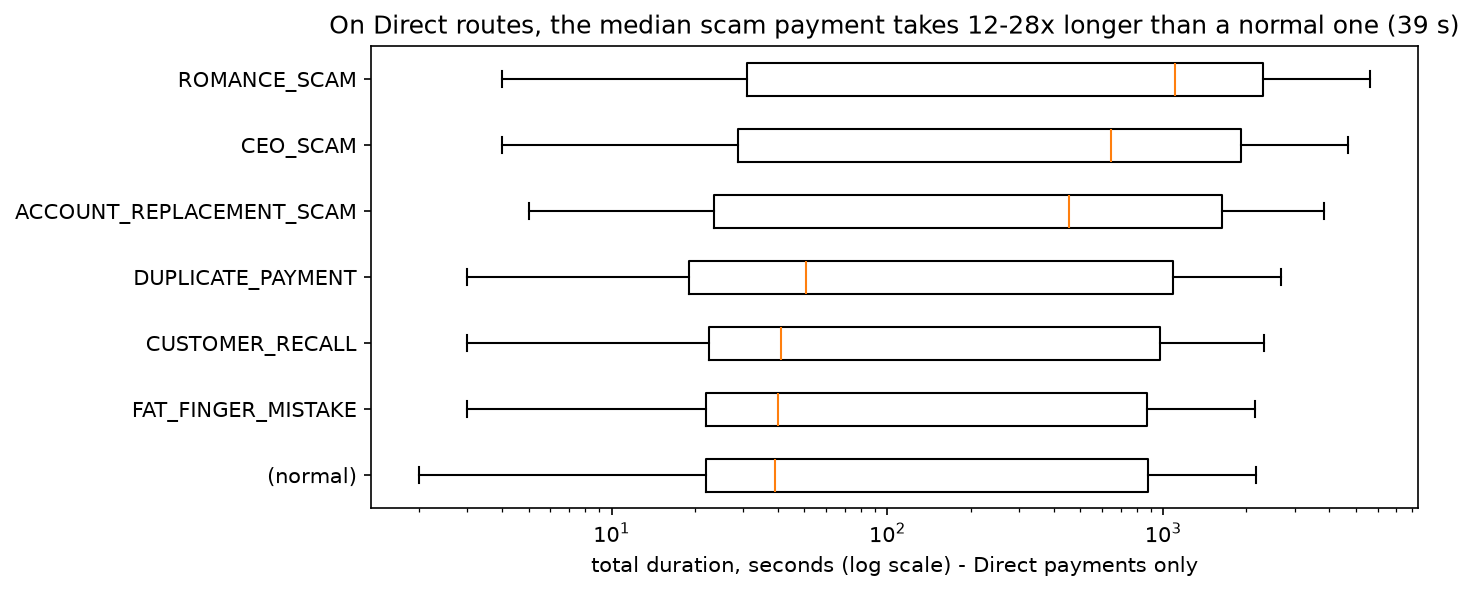 On Direct routes, the median scam payment takes 12-28x longer than a normal one (39 s)
ROMANCE_SCAM
CEO_SCAM
ACCOUNT_REPLACEMENT_SCAM
DUPLICATE_PAYMENT
CUSTOMER_RECALL
FAT_FINGER_MISTAKE
(normal)
10¹ 10² 10³
total duration, seconds (log scale) - Direct payments only